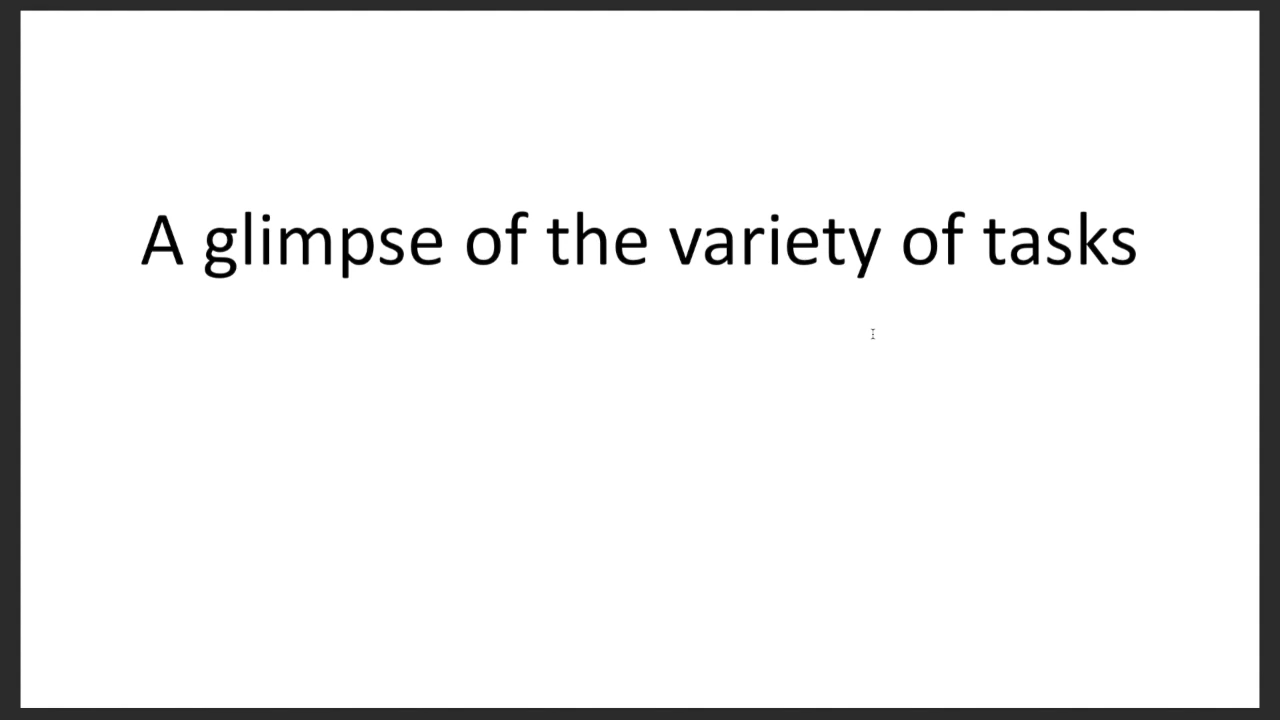 A glimpse of the variety of tasks